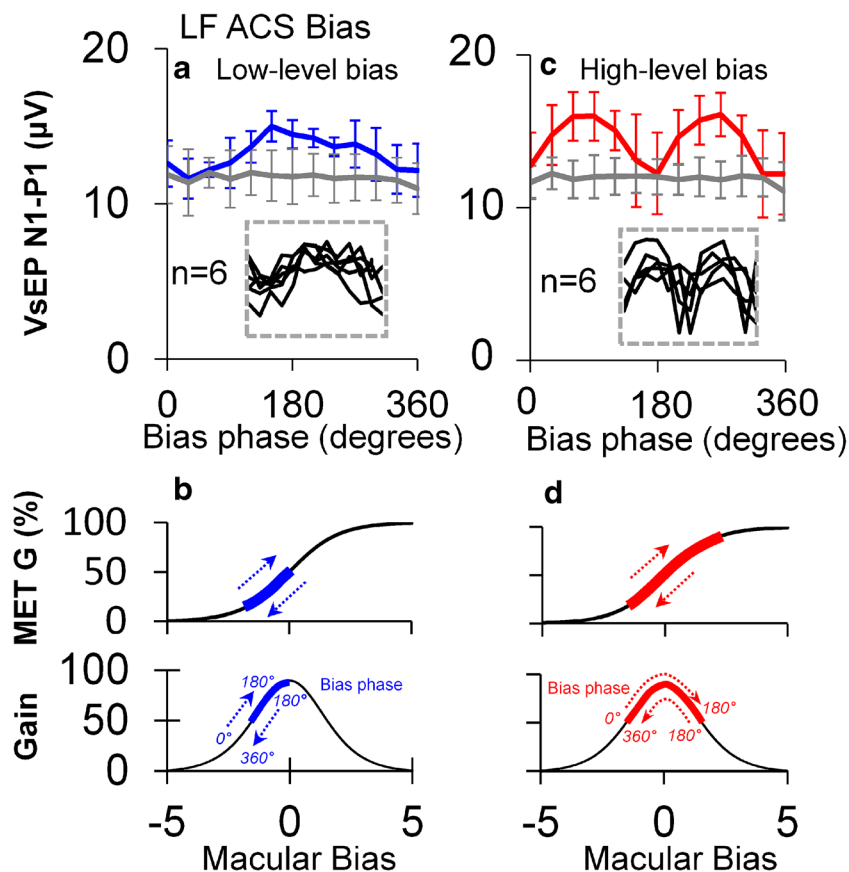 LF ACS Bias
a Low-level bias
c High-level bias
VsEP N1-P1 (µV)
20
10
0
n=6
0 180 360
Bias phase (degrees)
20
10
0
n=6
0 180 360
Bias phase (degrees)
b
MET G (%)
100
50
0
d
Gain
100
50
0
180°
Bias phase
0°
180°
360°
-5 0 5
Macular Bias
Bias phase
0°
180°
360°
180°
-5 0 5
Macular Bias